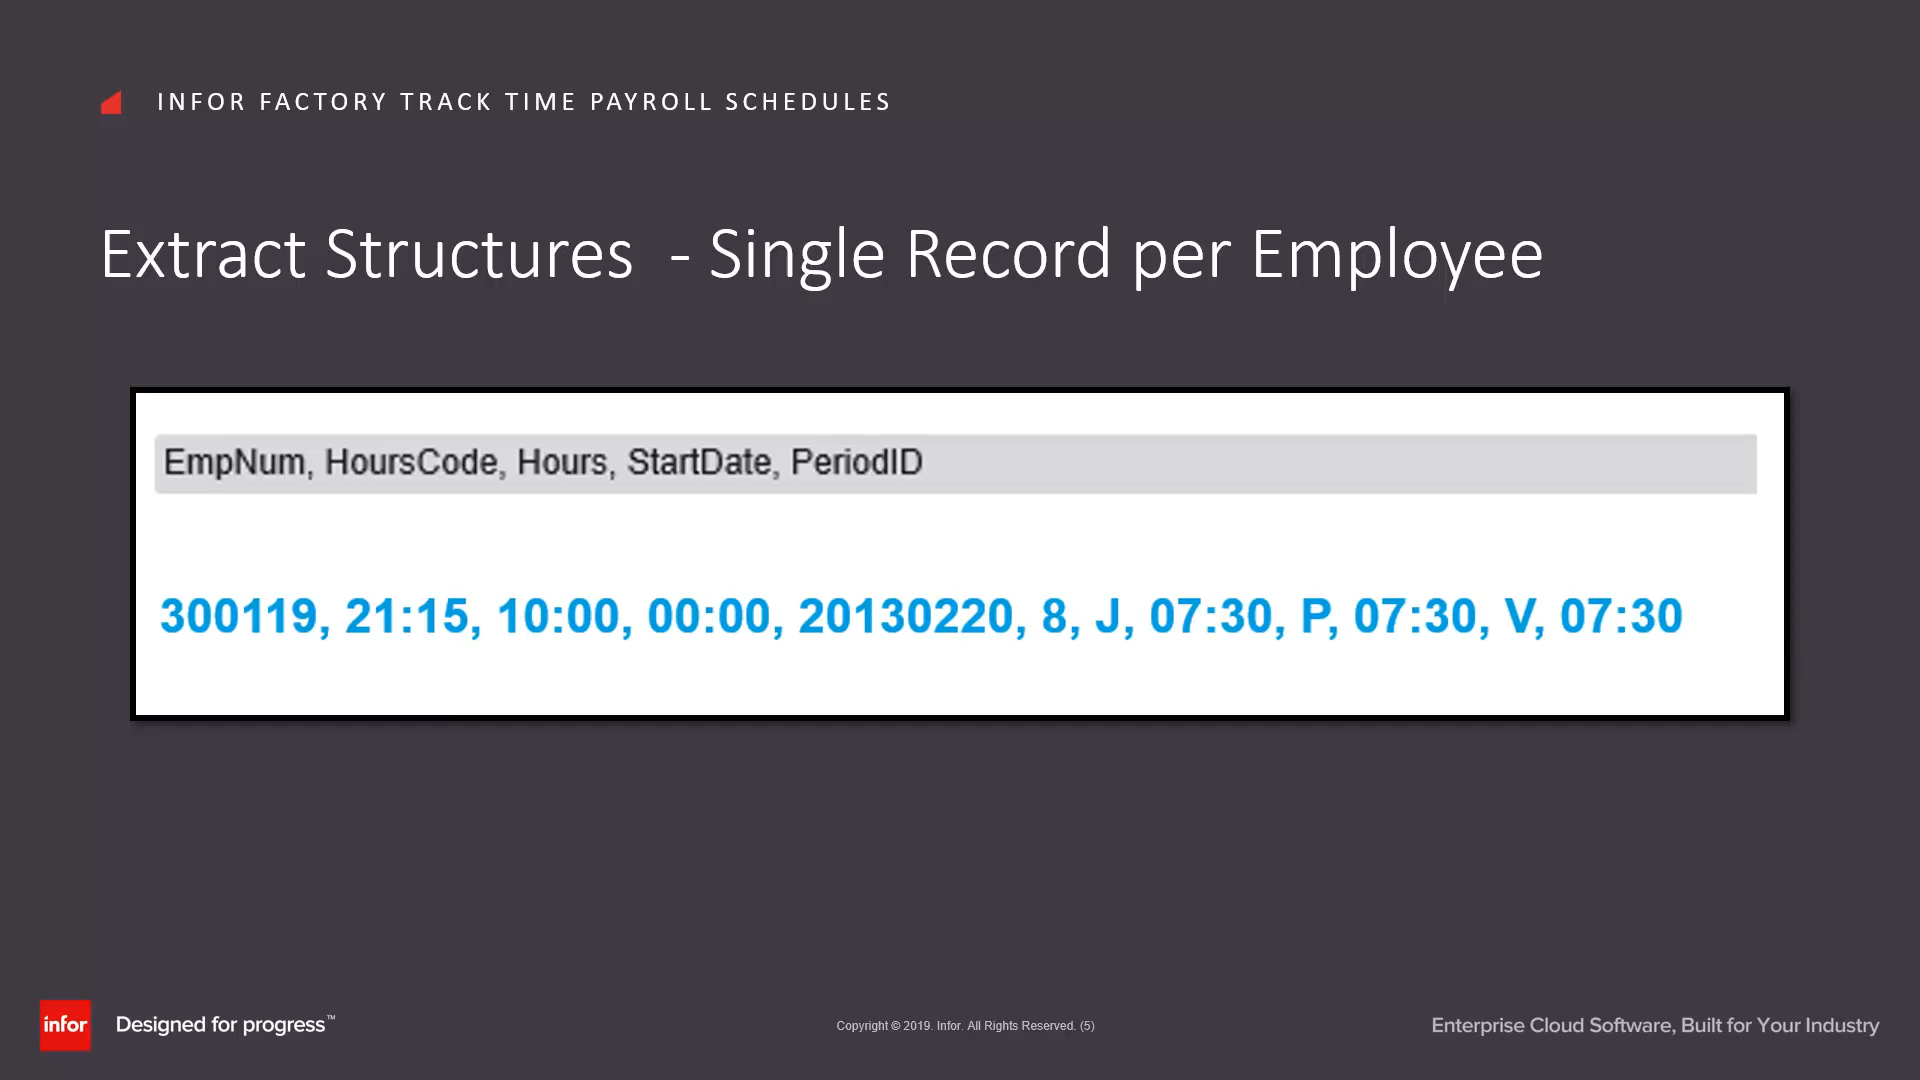 INFOR FACTORY TRACK TIME PAYROLL SCHEDULES
Extract Structures - Single Record per Employee
EmpNum, HoursCode, Hours, StartDate, PeriodID
300119, 21:15, 10:00, 00:00, 20130220, 8, J, 07:30, P, 07:30, V, 07:30
infor
Designed for progress™
Copyright © 2019. Infor. All Rights Reserved. (5)
Enterprise Cloud Software, Built for Your Industry